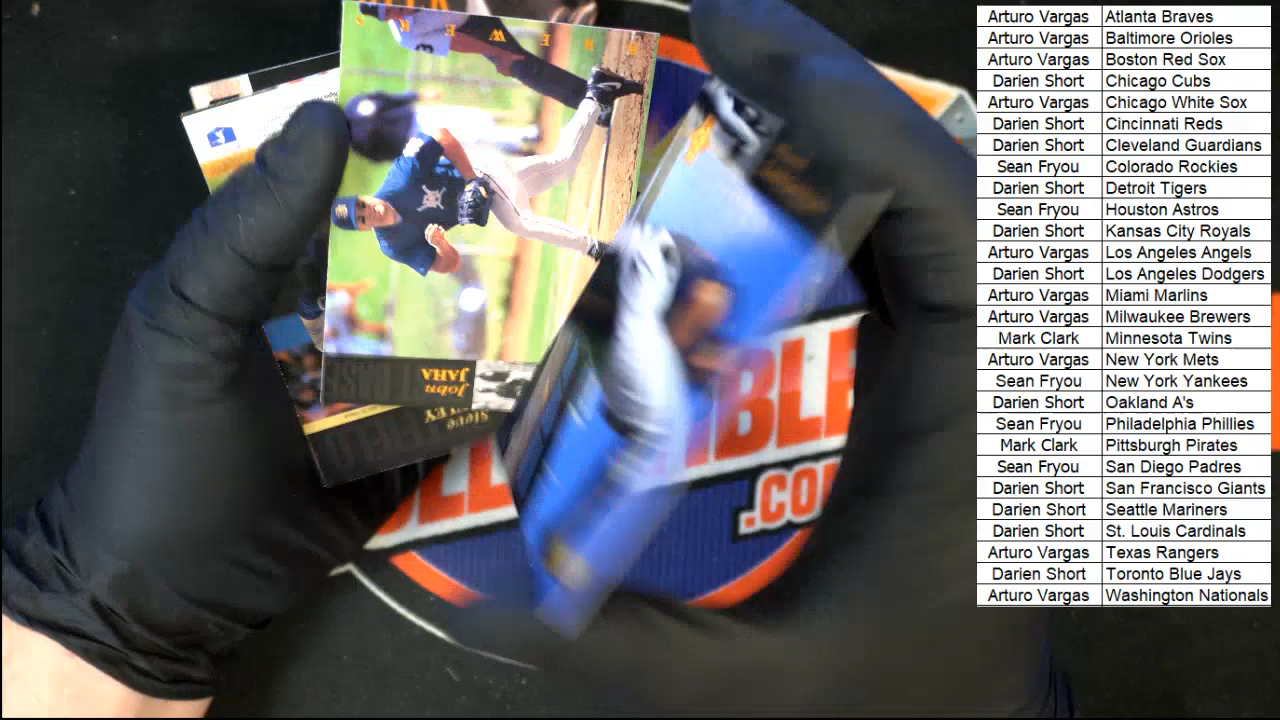 Arturo Vargas Atlanta Braves
Arturo Vargas Baltimore Orioles
Arturo Vargas Boston Red Sox
Darien Short Chicago Cubs
Arturo Vargas Chicago White Sox
Darien Short Cincinnati Reds
Darien Short Cleveland Guardians
Sean Fryou Colorado Rockies
Darien Short Detroit Tigers
Sean Fryou Houston Astros
Darien Short Kansas City Royals
Arturo Vargas Los Angeles Angels
Darien Short Los Angeles Dodgers
Arturo Vargas Miami Marlins
Arturo Vargas Milwaukee Brewers
Mark Clark Minnesota Twins
Arturo Vargas New York Mets
Sean Fryou New York Yankees
Darien Short Oakland A's
Sean Fryou Philadelphia Phillies
Mark Clark Pittsburgh Pirates
Sean Fryou San Diego Padres
Darien Short San Francisco Giants
Darien Short Seattle Mariners
Darien Short St. Louis Cardinals
Arturo Vargas Texas Rangers
Darien Short Toronto Blue Jays
Arturo Vargas Washington Nationals
John
JAHA
Steve